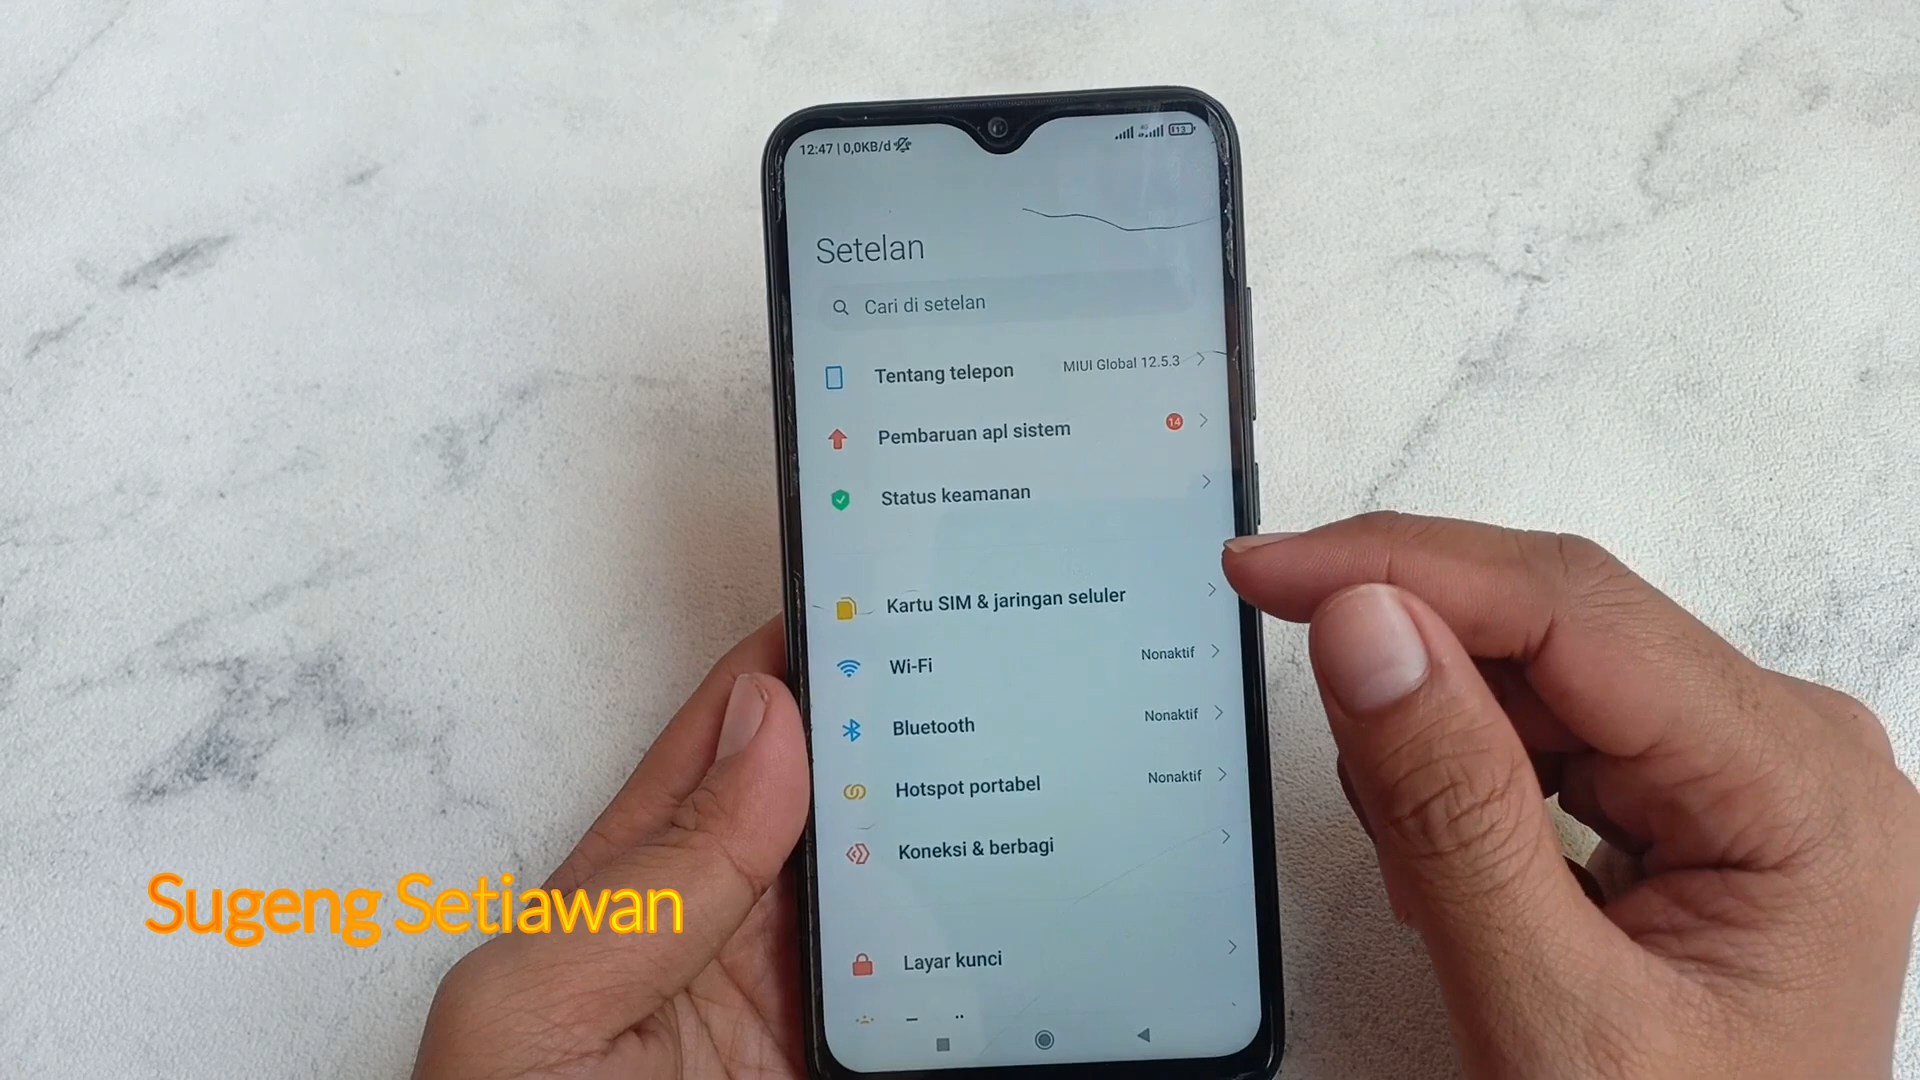 12:47 | 0,0KB/d
13
Setelan
Cari di setelan
Tentang telepon MIUI Global 12.5.3
Pembaruan apl sistem 14
Status keamanan
Kartu SIM & jaringan seluler
Wi-Fi Nonaktif
Bluetooth Nonaktif
Hotspot portabel Nonaktif
Koneksi & berbagi
Sugeng Setiawan
Layar kunci